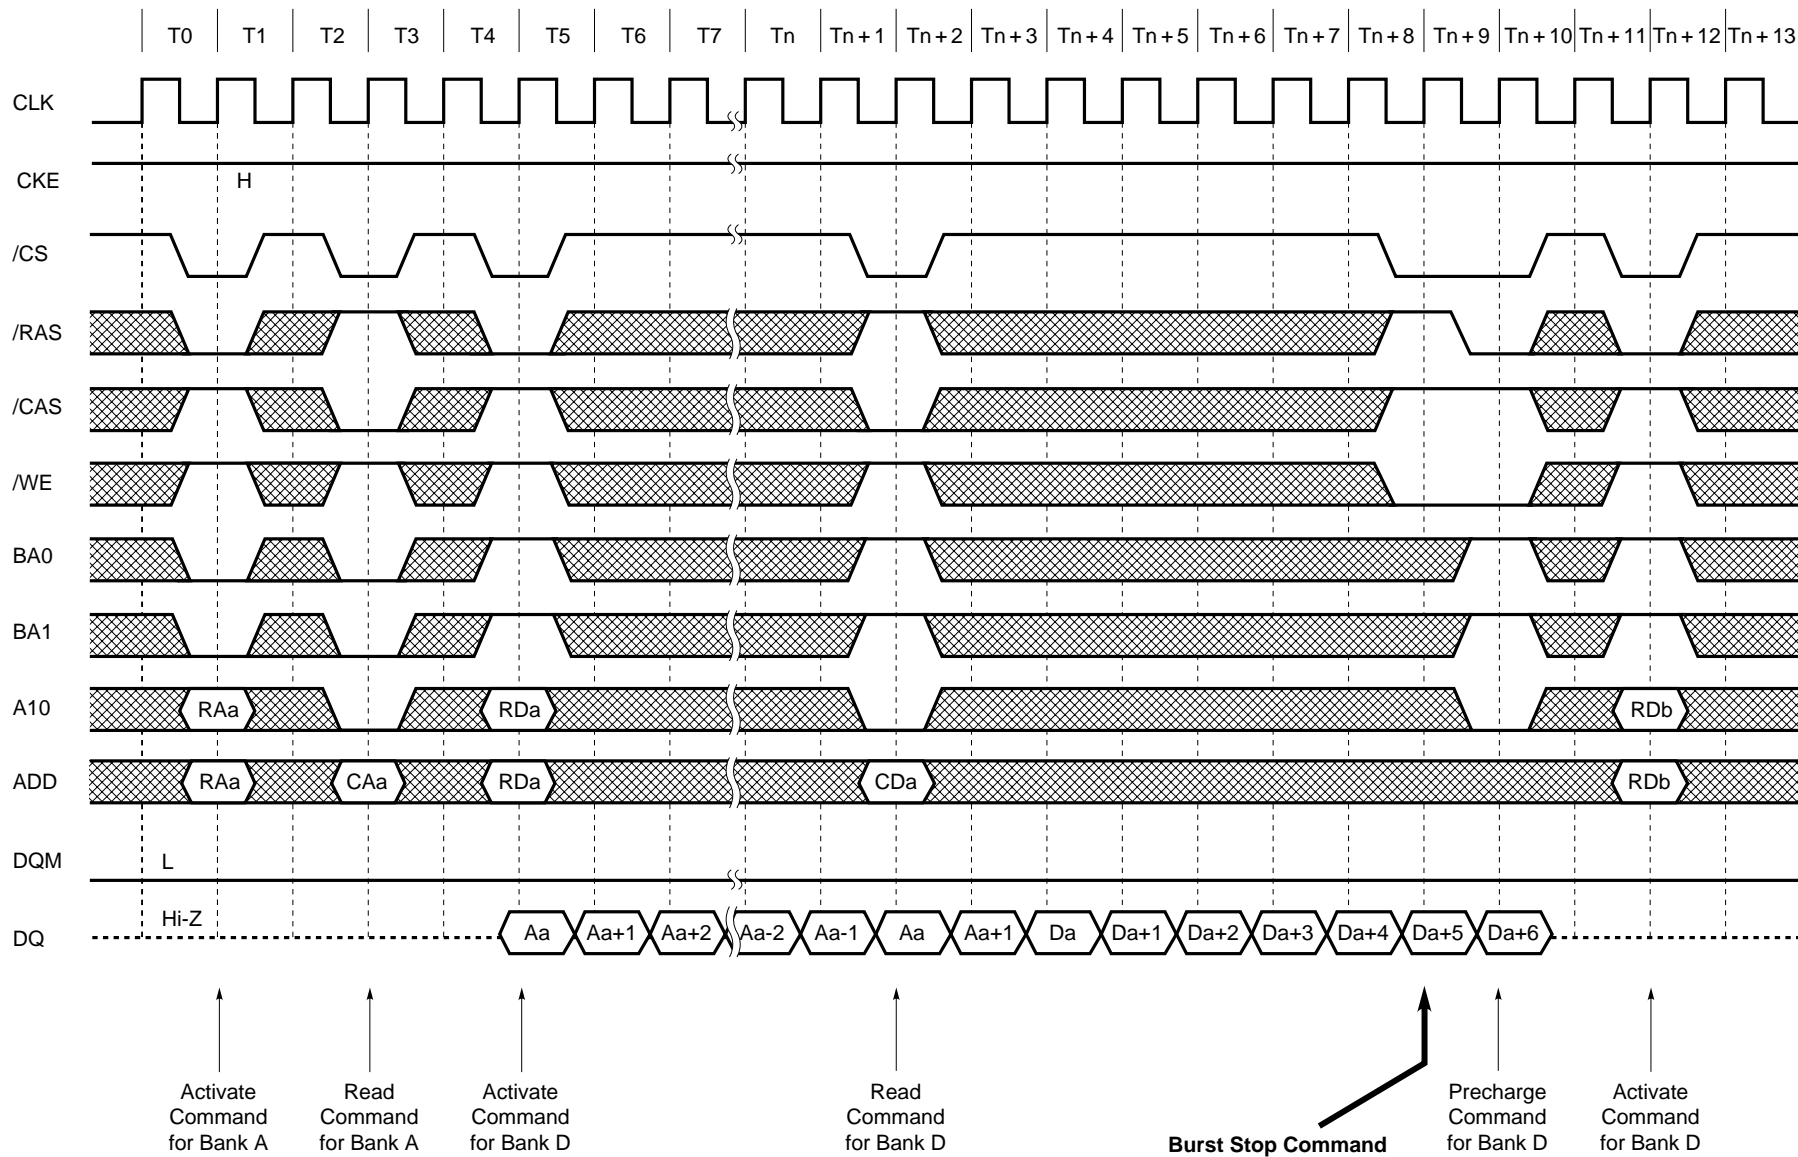 T0 T1 T2 T3 T4 T5 T6 T7 Tn Tn + 1 Tn + 2 Tn + 3 Tn + 4 Tn + 5 Tn + 6 Tn + 7 Tn + 8 Tn + 9 Tn + 10 Tn + 11 Tn + 12 Tn + 13
CLK
CKE H
/CS
/RAS
/CAS
/WE
BA0
BA1
A10 RAa RDa RDb
ADD RAa CAa RDa CDa RDb
DQM L
Hi-Z
DQ Aa Aa+1 Aa+2 Aa-2 Aa-1 Aa Aa+1 Da Da+1 Da+2 Da+3 Da+4 Da+5 Da+6
Activate
Command
for Bank A
Read
Command
for Bank A
Activate
Command
for Bank D
Read
Command
for Bank D
Burst Stop Command
Precharge
Command
for Bank D
Activate
Command
for Bank D